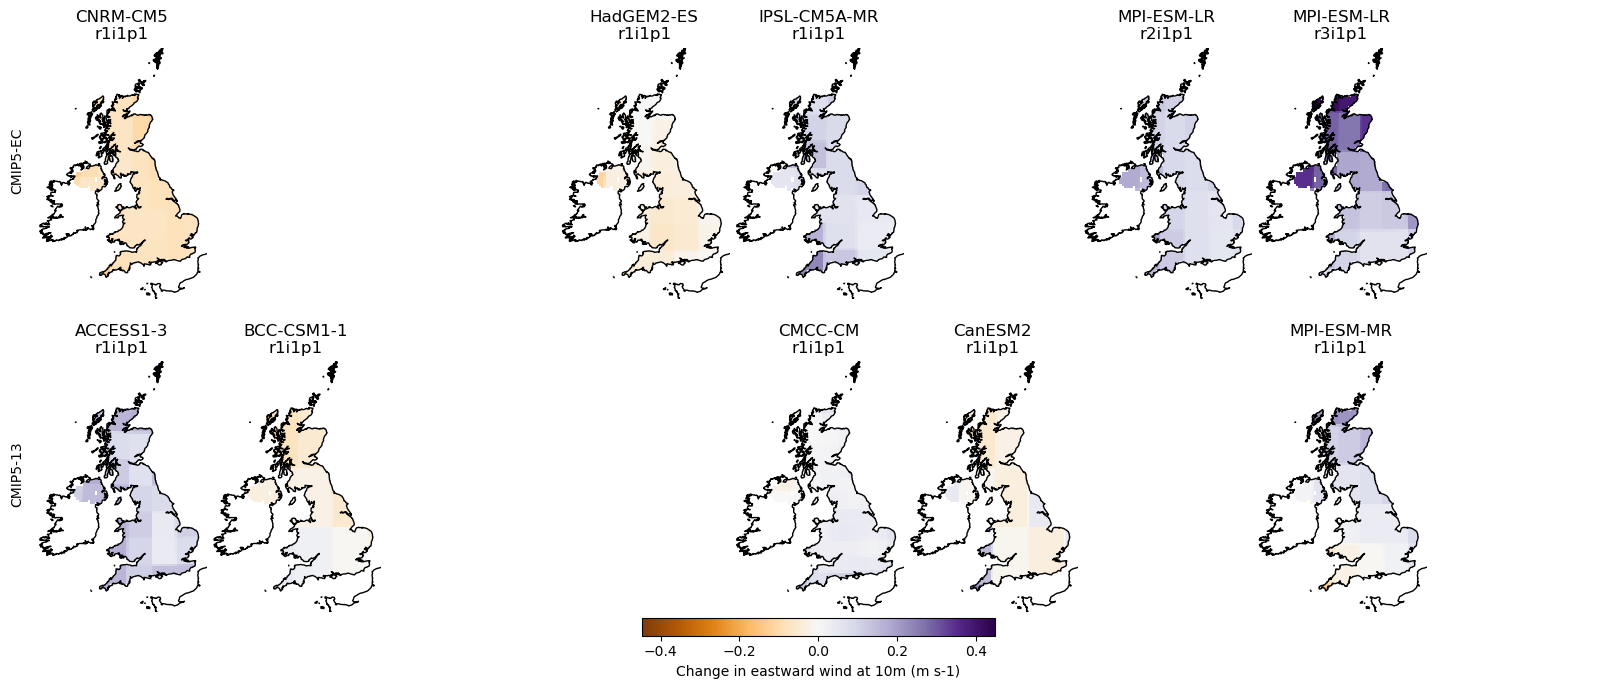 CNRM-CM5
r1i1p1
HadGEM2-ES
r1i1p1
IPSL-CM5A-MR
r1i1p1
MPI-ESM-LR
r2i1p1
MPI-ESM-LR
r3i1p1
CMIP5-EC
ACCESS1-3
r1i1p1
BCC-CSM1-1
r1i1p1
CMCC-CM
r1i1p1
CanESM2
r1i1p1
MPI-ESM-MR
r1i1p1
CMIP5-13
−0.4 −0.2 0.0 0.2 0.4
Change in eastward wind at 10m (m s-1)